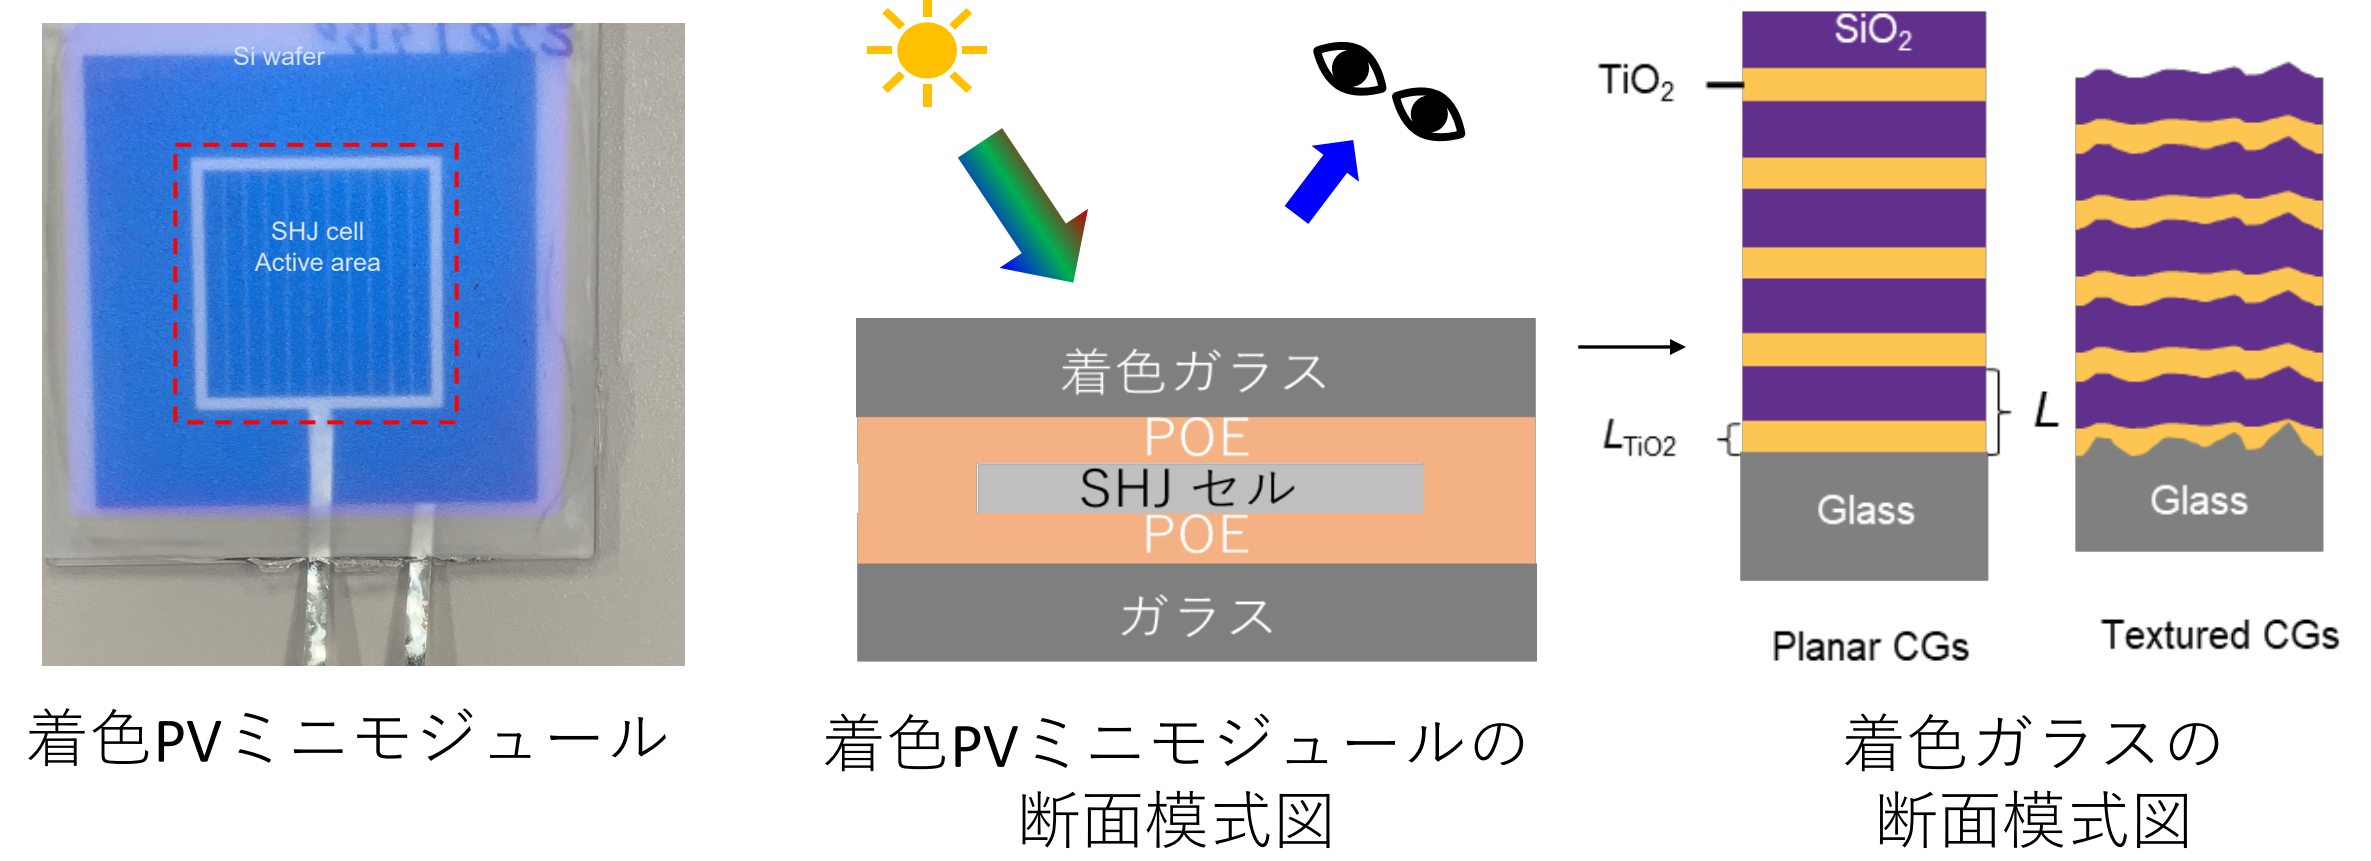 Si wafer
SHJ cell
Active area
着色PVミニモジュール
着色ガラス
POE
SHJ セル
POE
ガラス
着色PVミニモジュールの
断面模式図
SiO₂
TiO₂
L
L_TiO2
Glass
Planar CGs
Glass
Textured CGs
着色ガラスの
断面模式図